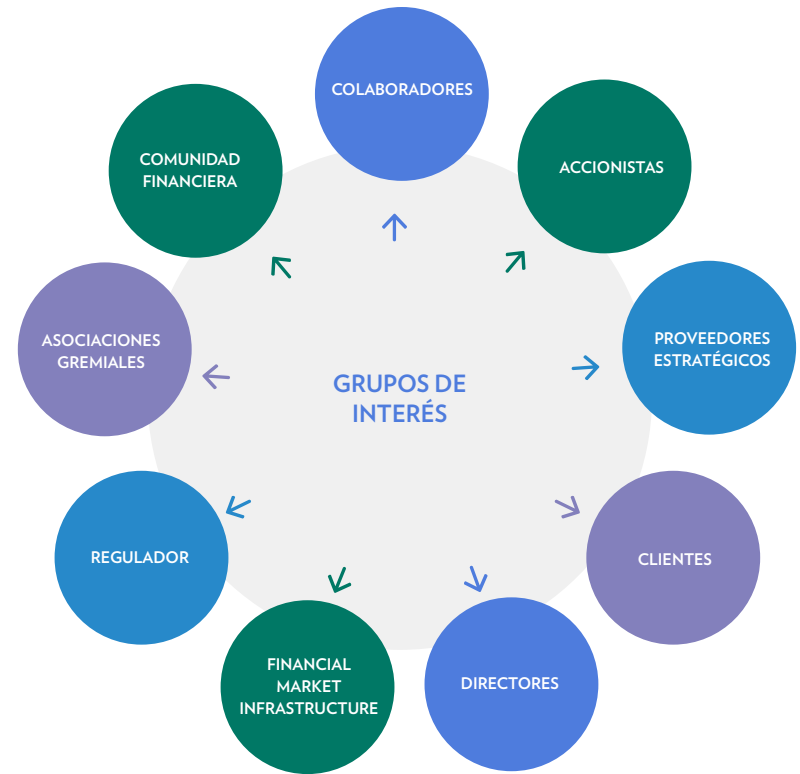 COLABORADORES
ACCIONISTAS
PROVEEDORES
ESTRATÉGICOS
CLIENTES
DIRECTORES
FINANCIAL
MARKET
INFRASTRUCTURE
REGULADOR
ASOCIACIONES
GREMIALES
COMUNIDAD
FINANCIERA
GRUPOS DE
INTERÉS